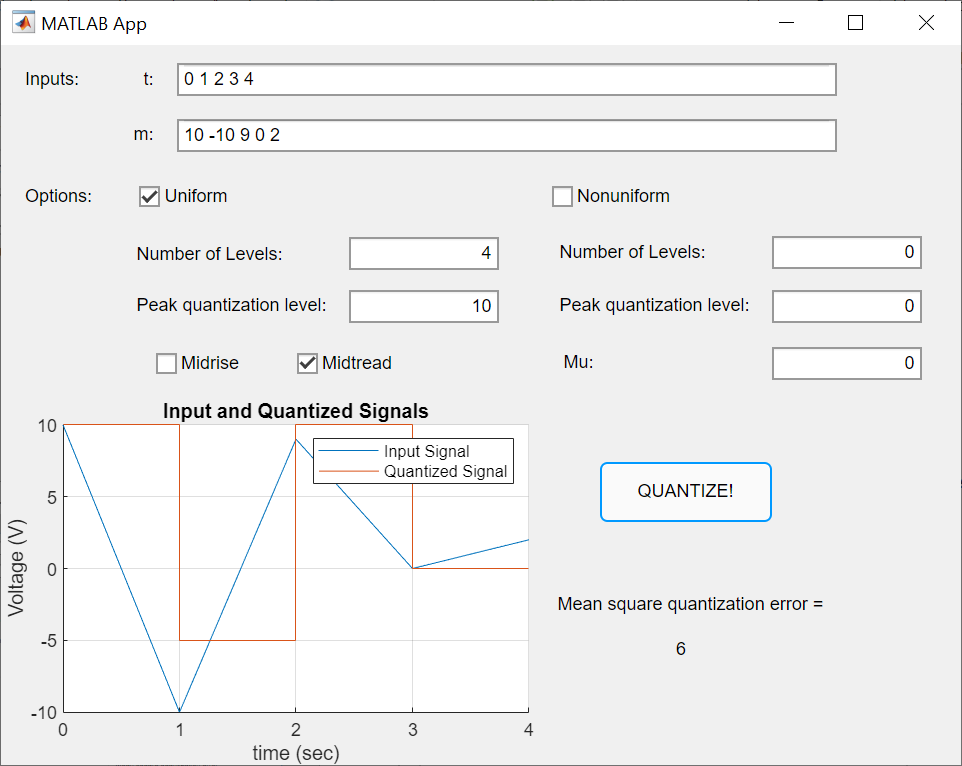 MATLAB App
Inputs: t: 0 1 2 3 4
m: 10 -10 9 0 2
Options: Uniform Nonuniform
Number of Levels: 4 Number of Levels: 0
Peak quantization level: 10 Peak quantization level: 0
Midrise Midtread Mu: 0
Input and Quantized Signals
10
Input Signal
Quantized Signal
5
0
-5
-10
Voltage (V)
0 1 2 3 4
time (sec)
QUANTIZE!
Mean square quantization error =
6